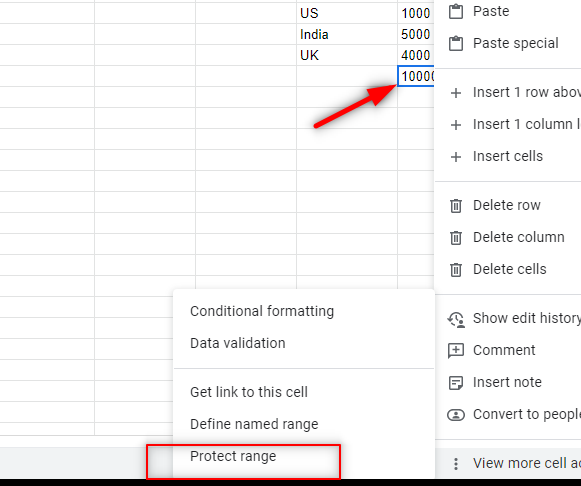 US 1000
India 5000
UK 4000
10000
Paste
Paste special
Insert 1 row abov
Insert 1 column l
Insert cells
Delete row
Delete column
Delete cells
Show edit history
Comment
Insert note
Convert to people
View more cell ac
Conditional formatting
Data validation
Get link to this cell
Define named range
Protect range